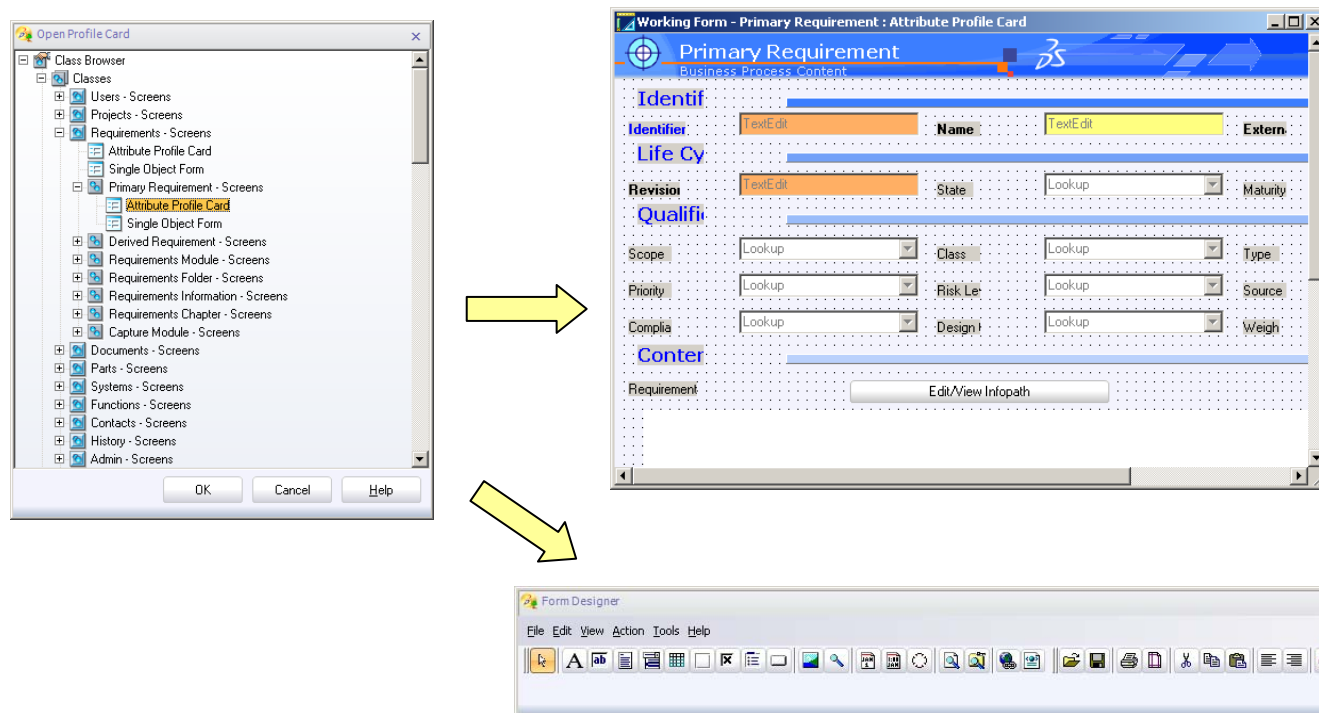 Open Profile Card
Class Browser
Classes
Users - Screens
Projects - Screens
Requirements - Screens
Attribute Profile Card
Single Object Form
Primary Requirement - Screens
Attribute Profile Card
Single Object Form
Derived Requirement - Screens
Requirements Module - Screens
Requirements Folder - Screens
Requirements Information - Screens
Requirements Chapter - Screens
Capture Module - Screens
Documents - Screens
Parts - Screens
Systems - Screens
Functions - Screens
Contacts - Screens
History - Screens
Admin - Screens
OK Cancel Help
Working Form - Primary Requirement : Attribute Profile Card
Primary Requirement
Business Process Content
Identif
Identifier TextEdit Name TextEdit Extern
Life Cy
Revision TextEdit State Lookup Maturity
Qualifi
Scope Lookup Class Lookup Type
Priority Lookup Risk Le Lookup Source
Complia Lookup Design Lookup Weigh
Conter
Requirement Edit/View Infopath
Form Designer
File Edit View Action Tools Help
A ab